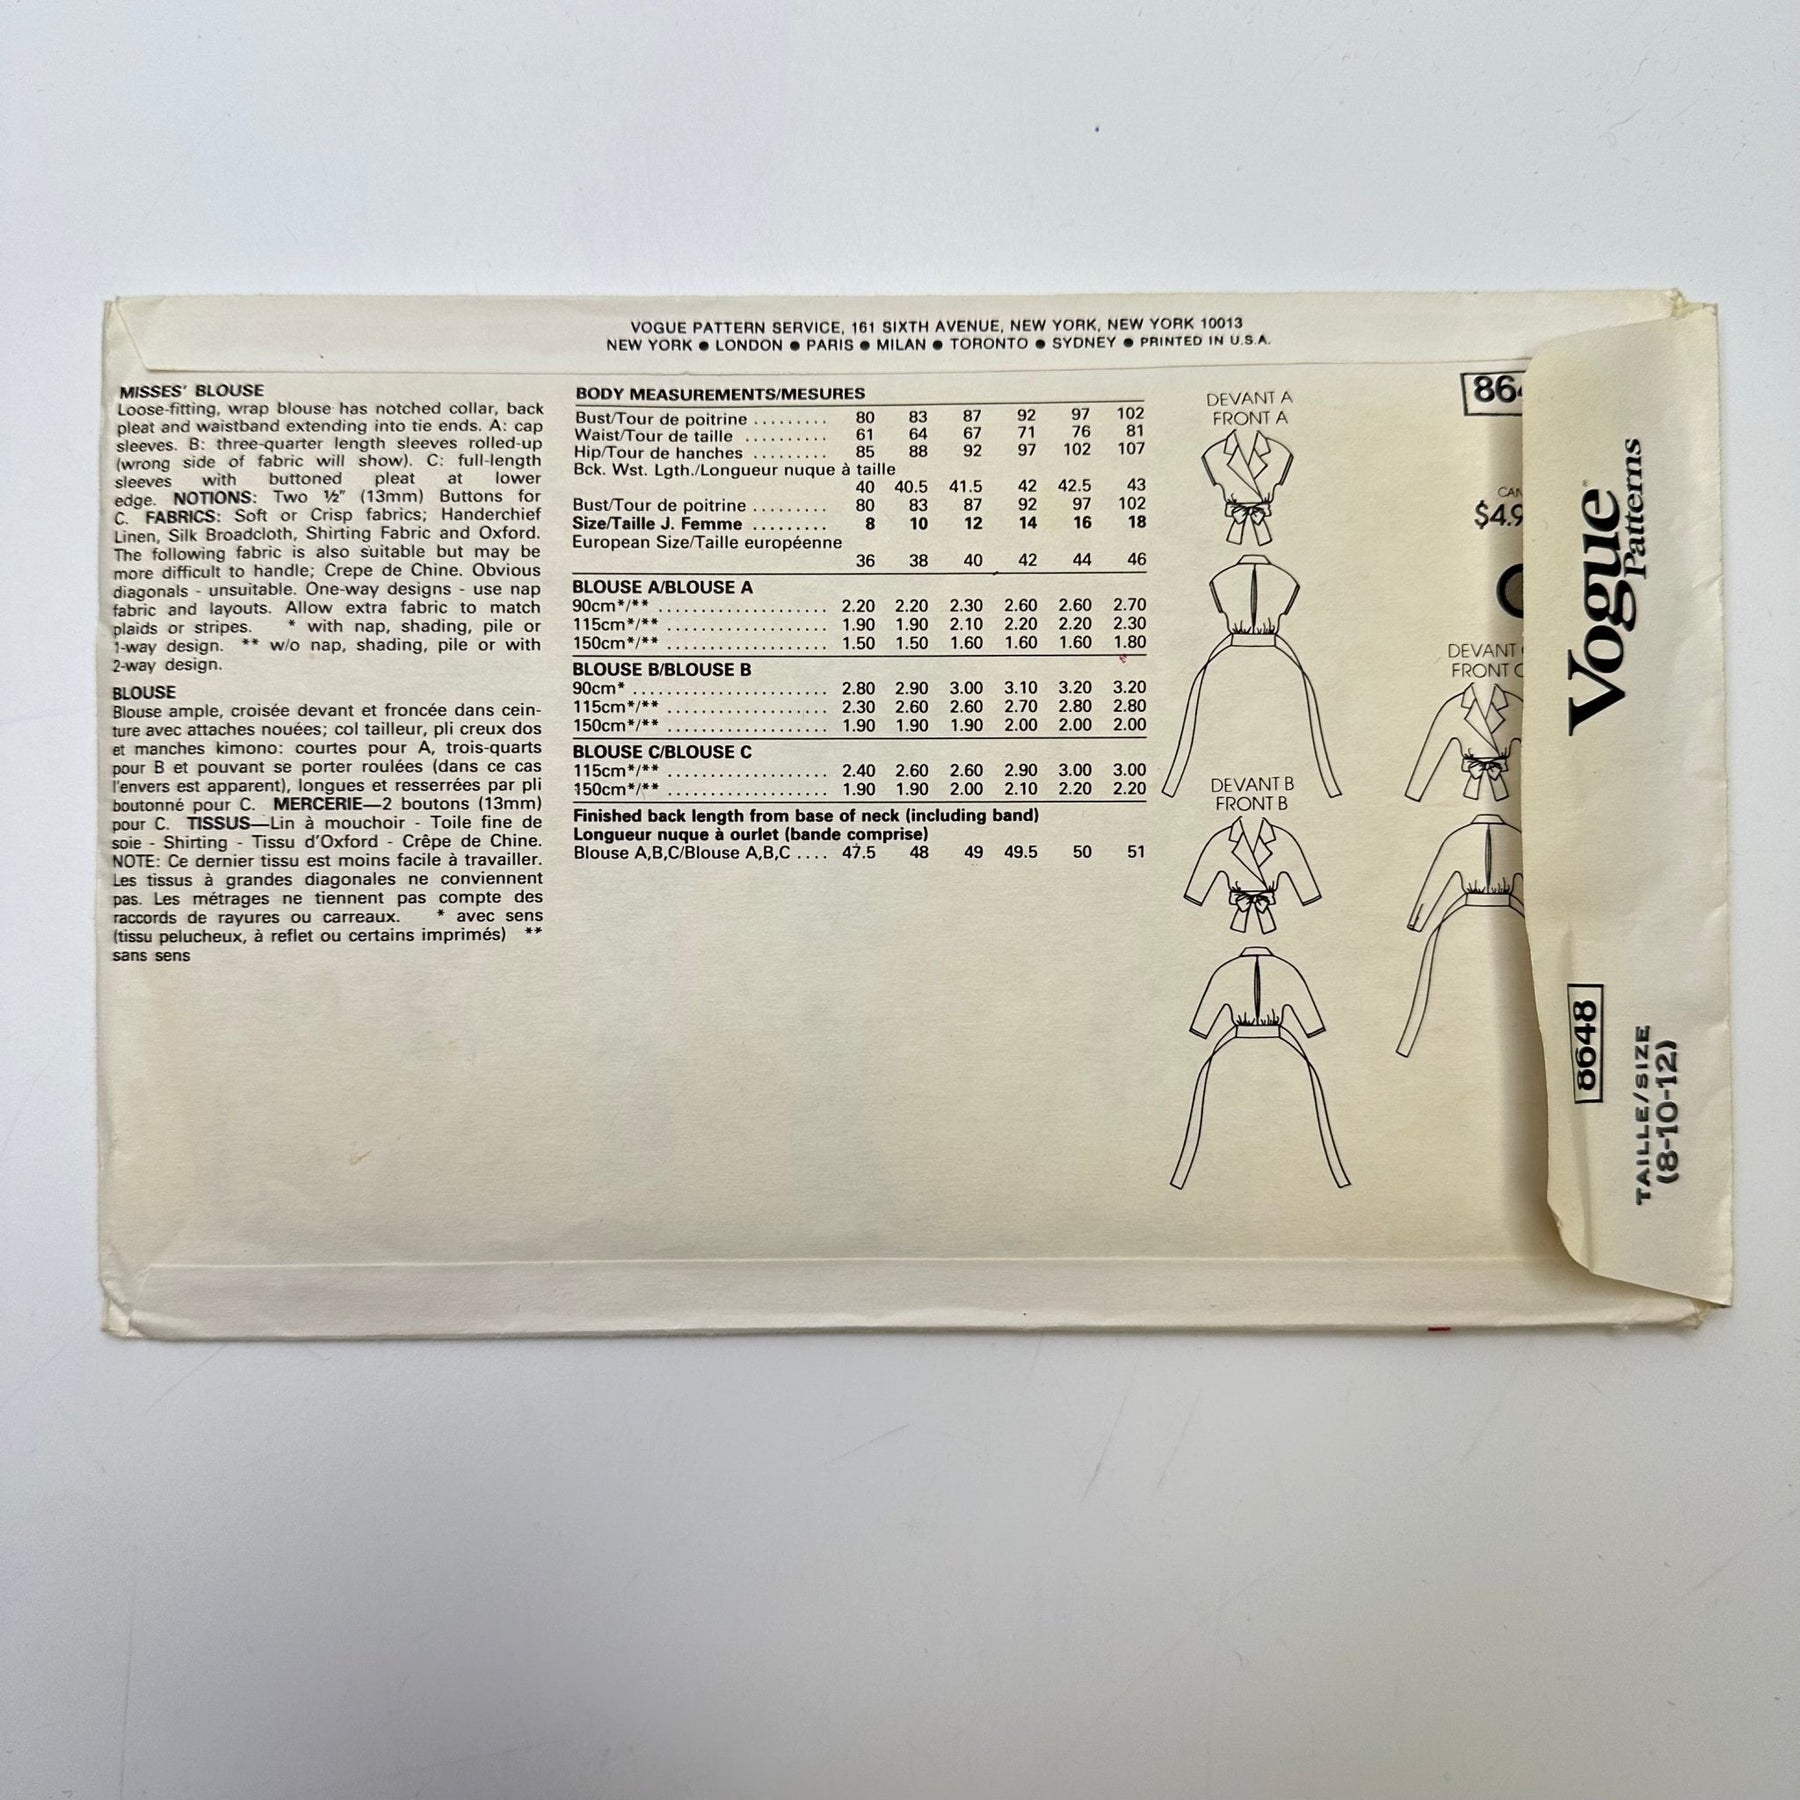 VOGUE PATTERN SERVICE, 161 SIXTH AVENUE, NEW YORK, NEW YORK 10013
NEW YORK ● LONDON ● PARIS ● MILAN ● TORONTO ● SYDNEY ● PRINTED IN U.S.A.
MISSES' BLOUSE
Loose-fitting, wrap blouse has notched collar, back
pleat and waistband extending into tie ends. A: cap
sleeves. B: three-quarter length sleeves rolled-up
(wrong side of fabric will show). C: full-length
sleeves with buttoned pleat at lower
edge. NOTIONS: Two ½" (13mm) Buttons for
C. FABRICS: Soft or Crisp fabrics; Handerchief
Linen, Silk Broadcloth, Shirting Fabric and Oxford.
The following fabric is also suitable but may be
more difficult to handle; Crepe de Chine. Obvious
diagonals - unsuitable. One-way designs - use nap
fabric and layouts. Allow extra fabric to match
plaids or stripes. * with nap, shading, pile or
1-way design. ** w/o nap, shading, pile or with
2-way design.
BLOUSE
Blouse ample, croisée devant et froncée dans cein-
ture avec attaches nouées; col tailleur, pli creux dos
et manches kimono: courtes pour A, trois-quarts
pour B et pouvant se porter roulées (dans ce cas
l'envers est apparent), longues et resserrées par pli
boutonné pour C. MERCERIE—2 boutons (13mm)
pour C. TISSUS—Lin à mouchoir - Toile fine de
soie - Shirting - Tissu d'Oxford - Crêpe de Chine.
NOTE: Ce dernier tissu est moins facile à travailler.
Les tissus à grandes diagonales ne conviennent
pas. Les métrages ne tiennent pas compte des
raccords de rayures ou carreaux. * avec sens
(tissu pelucheux, à reflet ou certains imprimés) **
sans sens
BODY MEASUREMENTS/MESURES
Bust/Tour de poitrine ......... 80 83 87 92 97 102
Waist/Tour de taille .......... 61 64 67 71 76 81
Hip/Tour de hanches ......... 85 88 92 97 102 107
Bck. Wst. Lgth./Longueur nuque à taille
40 40.5 41.5 42 42.5 43
Bust/Tour de poitrine ......... 80 83 87 92 97 102
Size/Taille J. Femme ......... 8 10 12 14 16 18
European Size/Taille européenne
36 38 40 42 44 46
BLOUSE A/BLOUSE A
90cm*/** .................... 2.20 2.20 2.30 2.60 2.60 2.70
115cm*/** ................... 1.90 1.90 2.10 2.20 2.20 2.30
150cm*/** ................... 1.50 1.50 1.60 1.60 1.60 1.80
BLOUSE B/BLOUSE B
90cm* ....................... 2.80 2.90 3.00 3.10 3.20 3.20
115cm*/** ................... 2.30 2.60 2.60 2.70 2.80 2.80
150cm*/** ................... 1.90 1.90 1.90 2.00 2.00 2.00
BLOUSE C/BLOUSE C
115cm*/** ................... 2.40 2.60 2.60 2.90 3.00 3.00
150cm*/** ................... 1.90 1.90 2.00 2.10 2.20 2.20
Finished back length from base of neck (including band)
Longueur nuque à ourlet (bande comprise)
Blouse A,B,C/Blouse A,B,C .... 47.5 48 49 49.5 50 51
DEVANT A
FRONT A
DEVANT B
FRONT B
864
CAN
$4.9
DEVANT
FRONT C
Vogue
Patterns
8648
TAILLE/SIZE
(8-10-12)